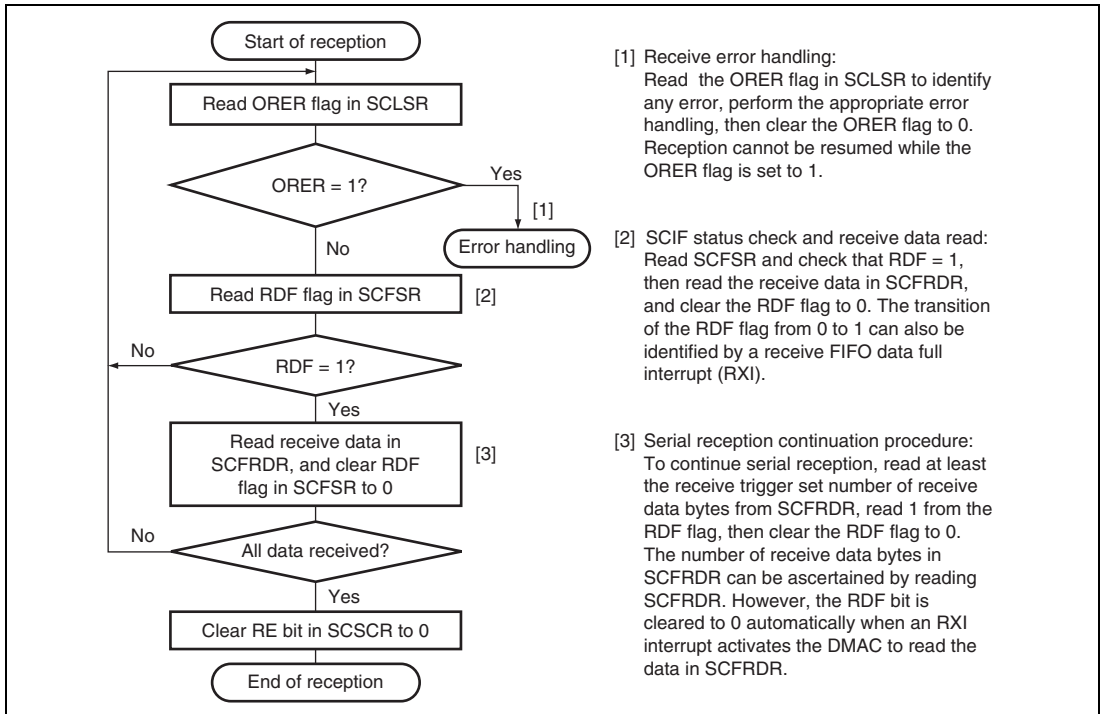 Start of reception
Read ORER flag in SCLSR
ORER = 1?
Yes
[1]
Error handling
No
Read RDF flag in SCFSR
[2]
RDF = 1?
No
Yes
Read receive data in
SCFRDR, and clear RDF
flag in SCFSR to 0
[3]
All data received?
No
Yes
Clear RE bit in SCSCR to 0
End of reception
[1] Receive error handling:
Read the ORER flag in SCLSR to identify
any error, perform the appropriate error
handling, then clear the ORER flag to 0.
Reception cannot be resumed while the
ORER flag is set to 1.
[2] SCIF status check and receive data read:
Read SCFSR and check that RDF = 1,
then read the receive data in SCFRDR,
and clear the RDF flag to 0. The transition
of the RDF flag from 0 to 1 can also be
identified by a receive FIFO data full
interrupt (RXI).
[3] Serial reception continuation procedure:
To continue serial reception, read at least
the receive trigger set number of receive
data bytes from SCFRDR, read 1 from the
RDF flag, then clear the RDF flag to 0.
The number of receive data bytes in
SCFRDR can be ascertained by reading
SCFRDR. However, the RDF bit is
cleared to 0 automatically when an RXI
interrupt activates the DMAC to read the
data in SCFRDR.